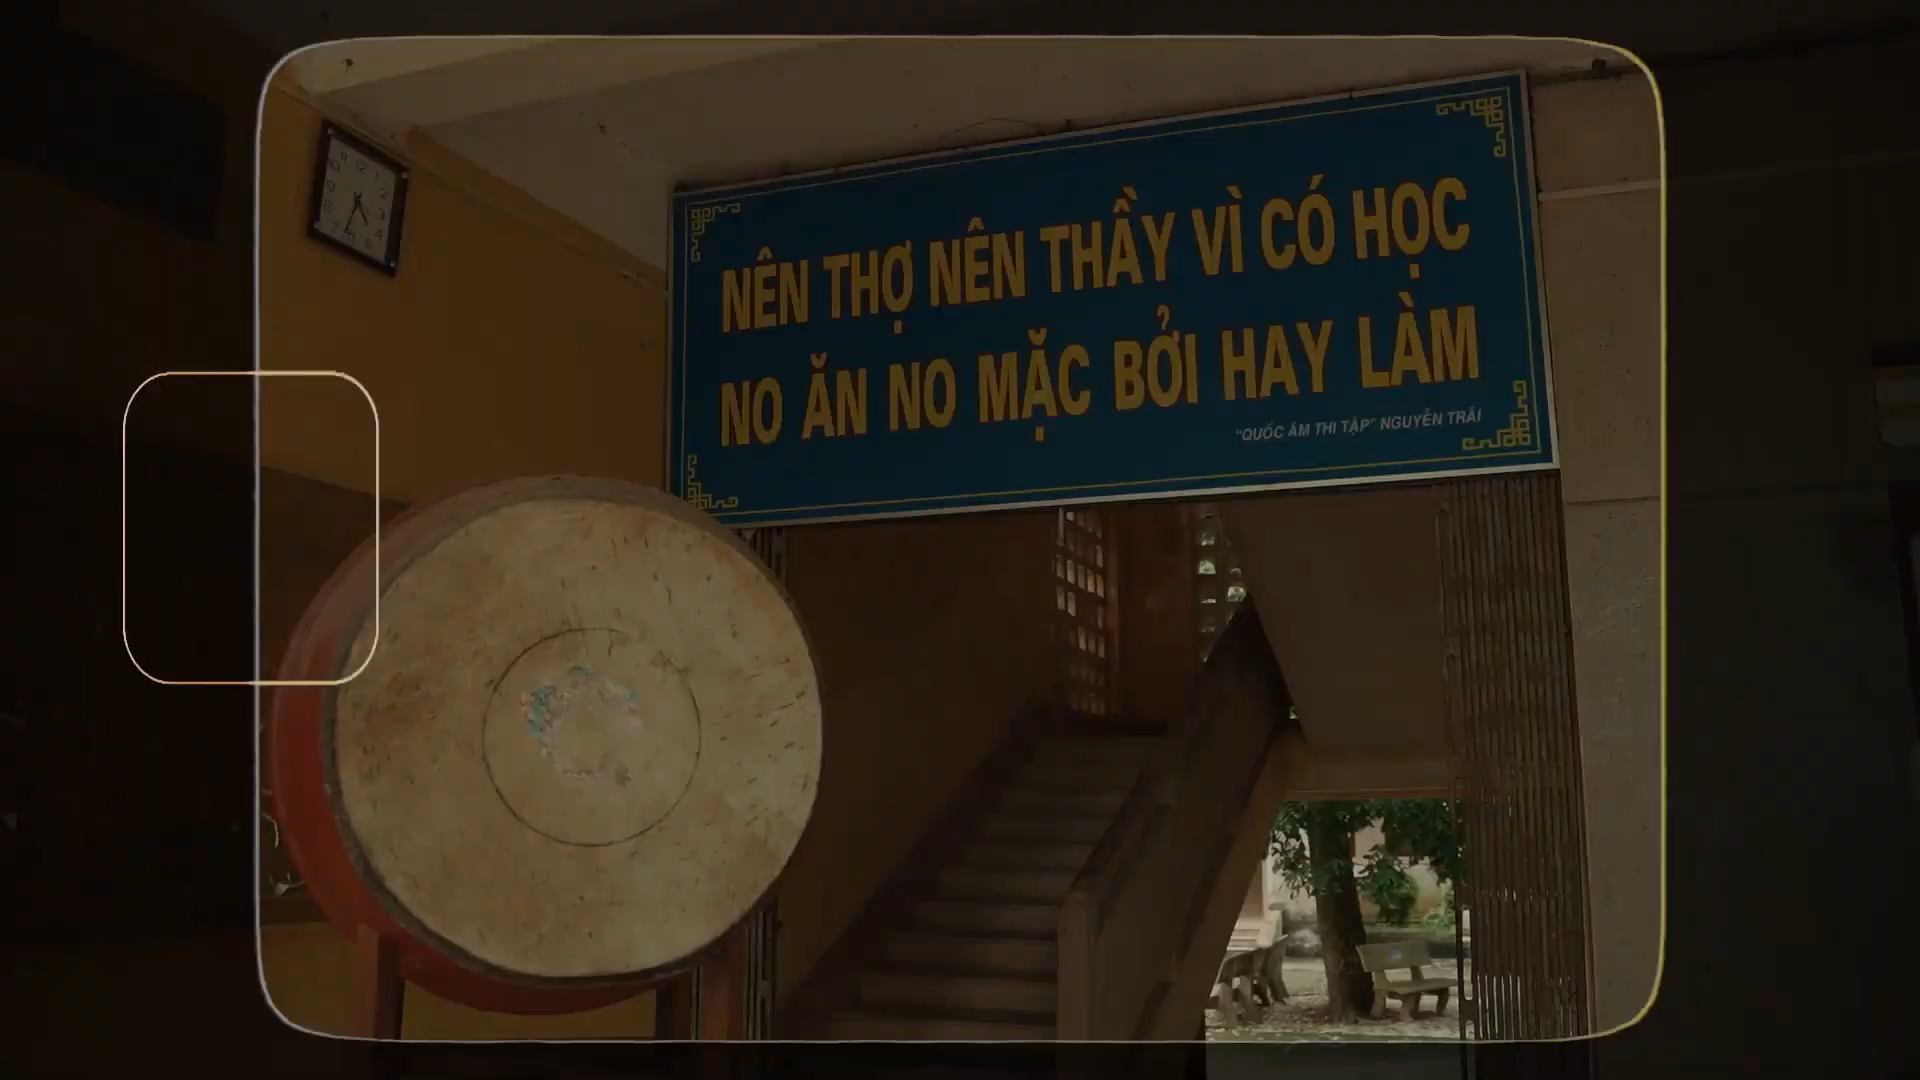 NÊN THỢ NÊN THẦY VÌ CÓ HỌC
NO ĂN NO MẶC BỞI HAY LÀM
"QUỐC ÂM THI TẬP" NGUYỄN TRÃI